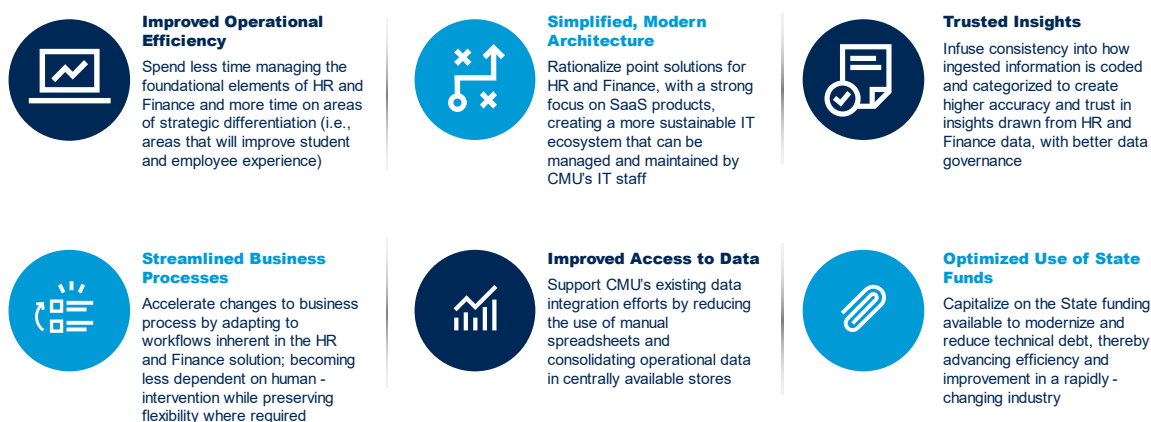 Improved Operational
Efficiency
Spend less time managing the
foundational elements of HR and
Finance and more time on areas
of strategic differentiation (i.e.,
areas that will improve student
and employee experience)
Simplified, Modern
Architecture
Rationalize point solutions for
HR and Finance, with a strong
focus on SaaS products,
creating a more sustainable IT
ecosystem that can be
managed and maintained by
CMU's IT staff
Trusted Insights
Infuse consistency into how
ingested information is coded
and categorized to create
higher accuracy and trust in
insights drawn from HR and
Finance data, with better data
governance
Streamlined Business
Processes
Accelerate changes to business
process by adapting to
workflows inherent in the HR
and Finance solution; becoming
less dependent on human -
intervention while preserving
flexibility where required
Improved Access to Data
Support CMU's existing data
integration efforts by reducing
the use of manual
spreadsheets and
consolidating operational data
in centrally available stores
Optimized Use of State
Funds
Capitalize on the State funding
available to modernize and
reduce technical debt, thereby
advancing efficiency and
improvement in a rapidly -
changing industry